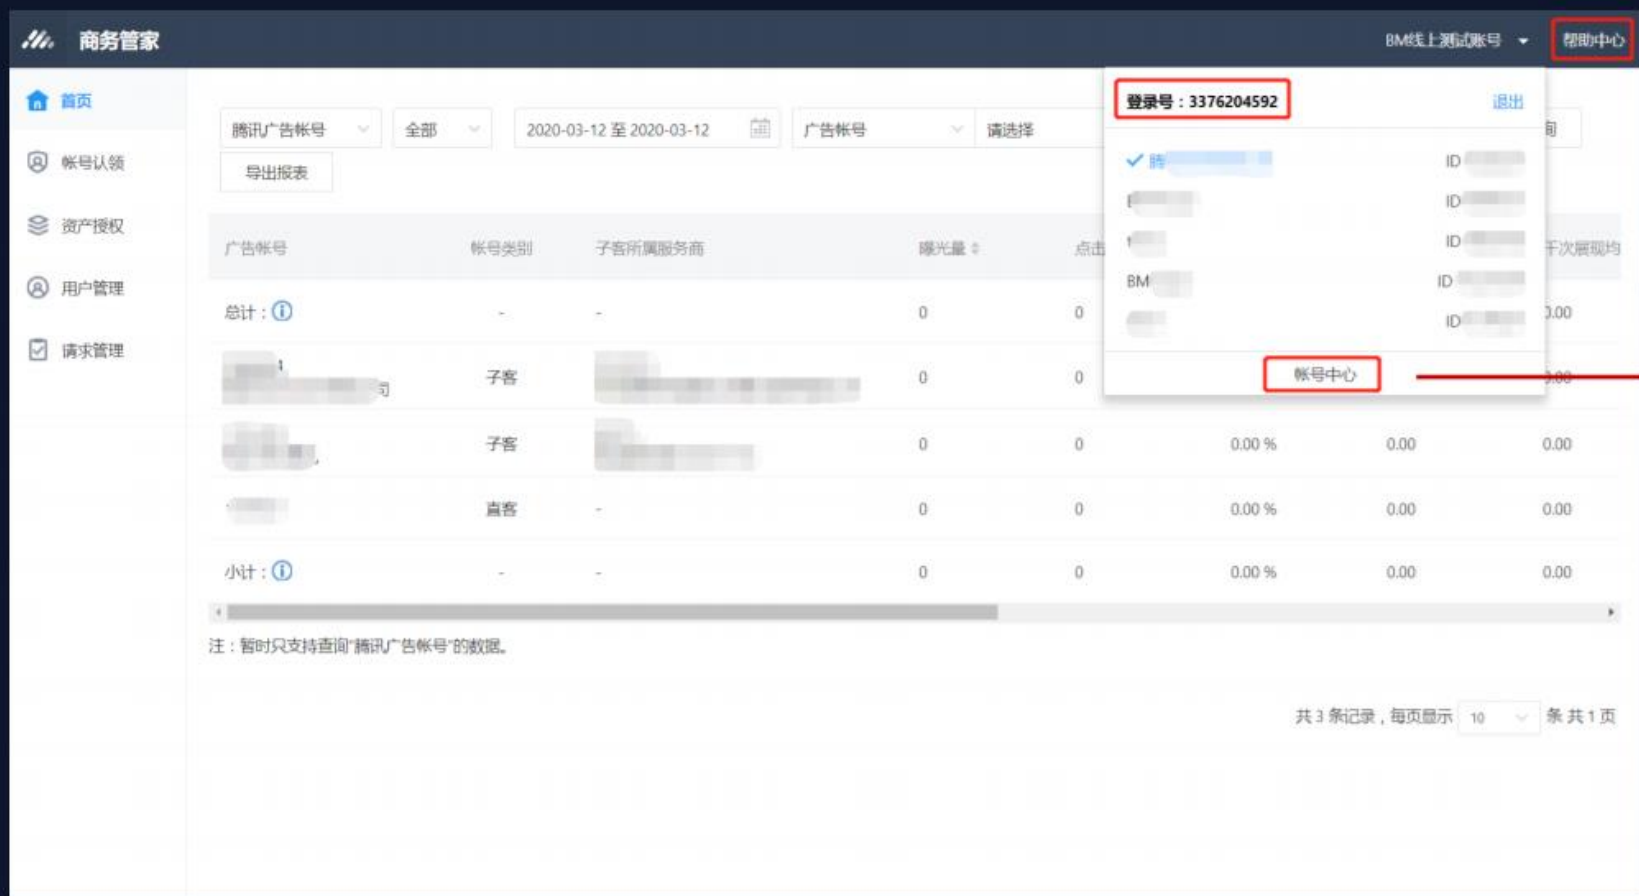 商务管家
BM线上测试账号
帮助中心
首页
帐号认领
资产授权
用户管理
请求管理
腾讯广告帐号
全部
2020-03-12 至 2020-03-12
广告帐号
请选择
导出报表
登录号：3376204592
退出
腾 ID
ID
ID
BM ID
ID
帐号中心
广告帐号 帐号类别 子客所属服务商 曝光量 点击 千次展现均
总计： - - 0 0 0.00
司 子客 0 0 0.00
子客 0 0 0.00 % 0.00 0.00
直客 - 0 0 0.00 % 0.00 0.00
小计： - - 0 0 0.00 % 0.00 0.00
注：暂时只支持查询“腾讯广告帐号”的数据。
共 3 条记录，每页显示 10 条 共 1 页